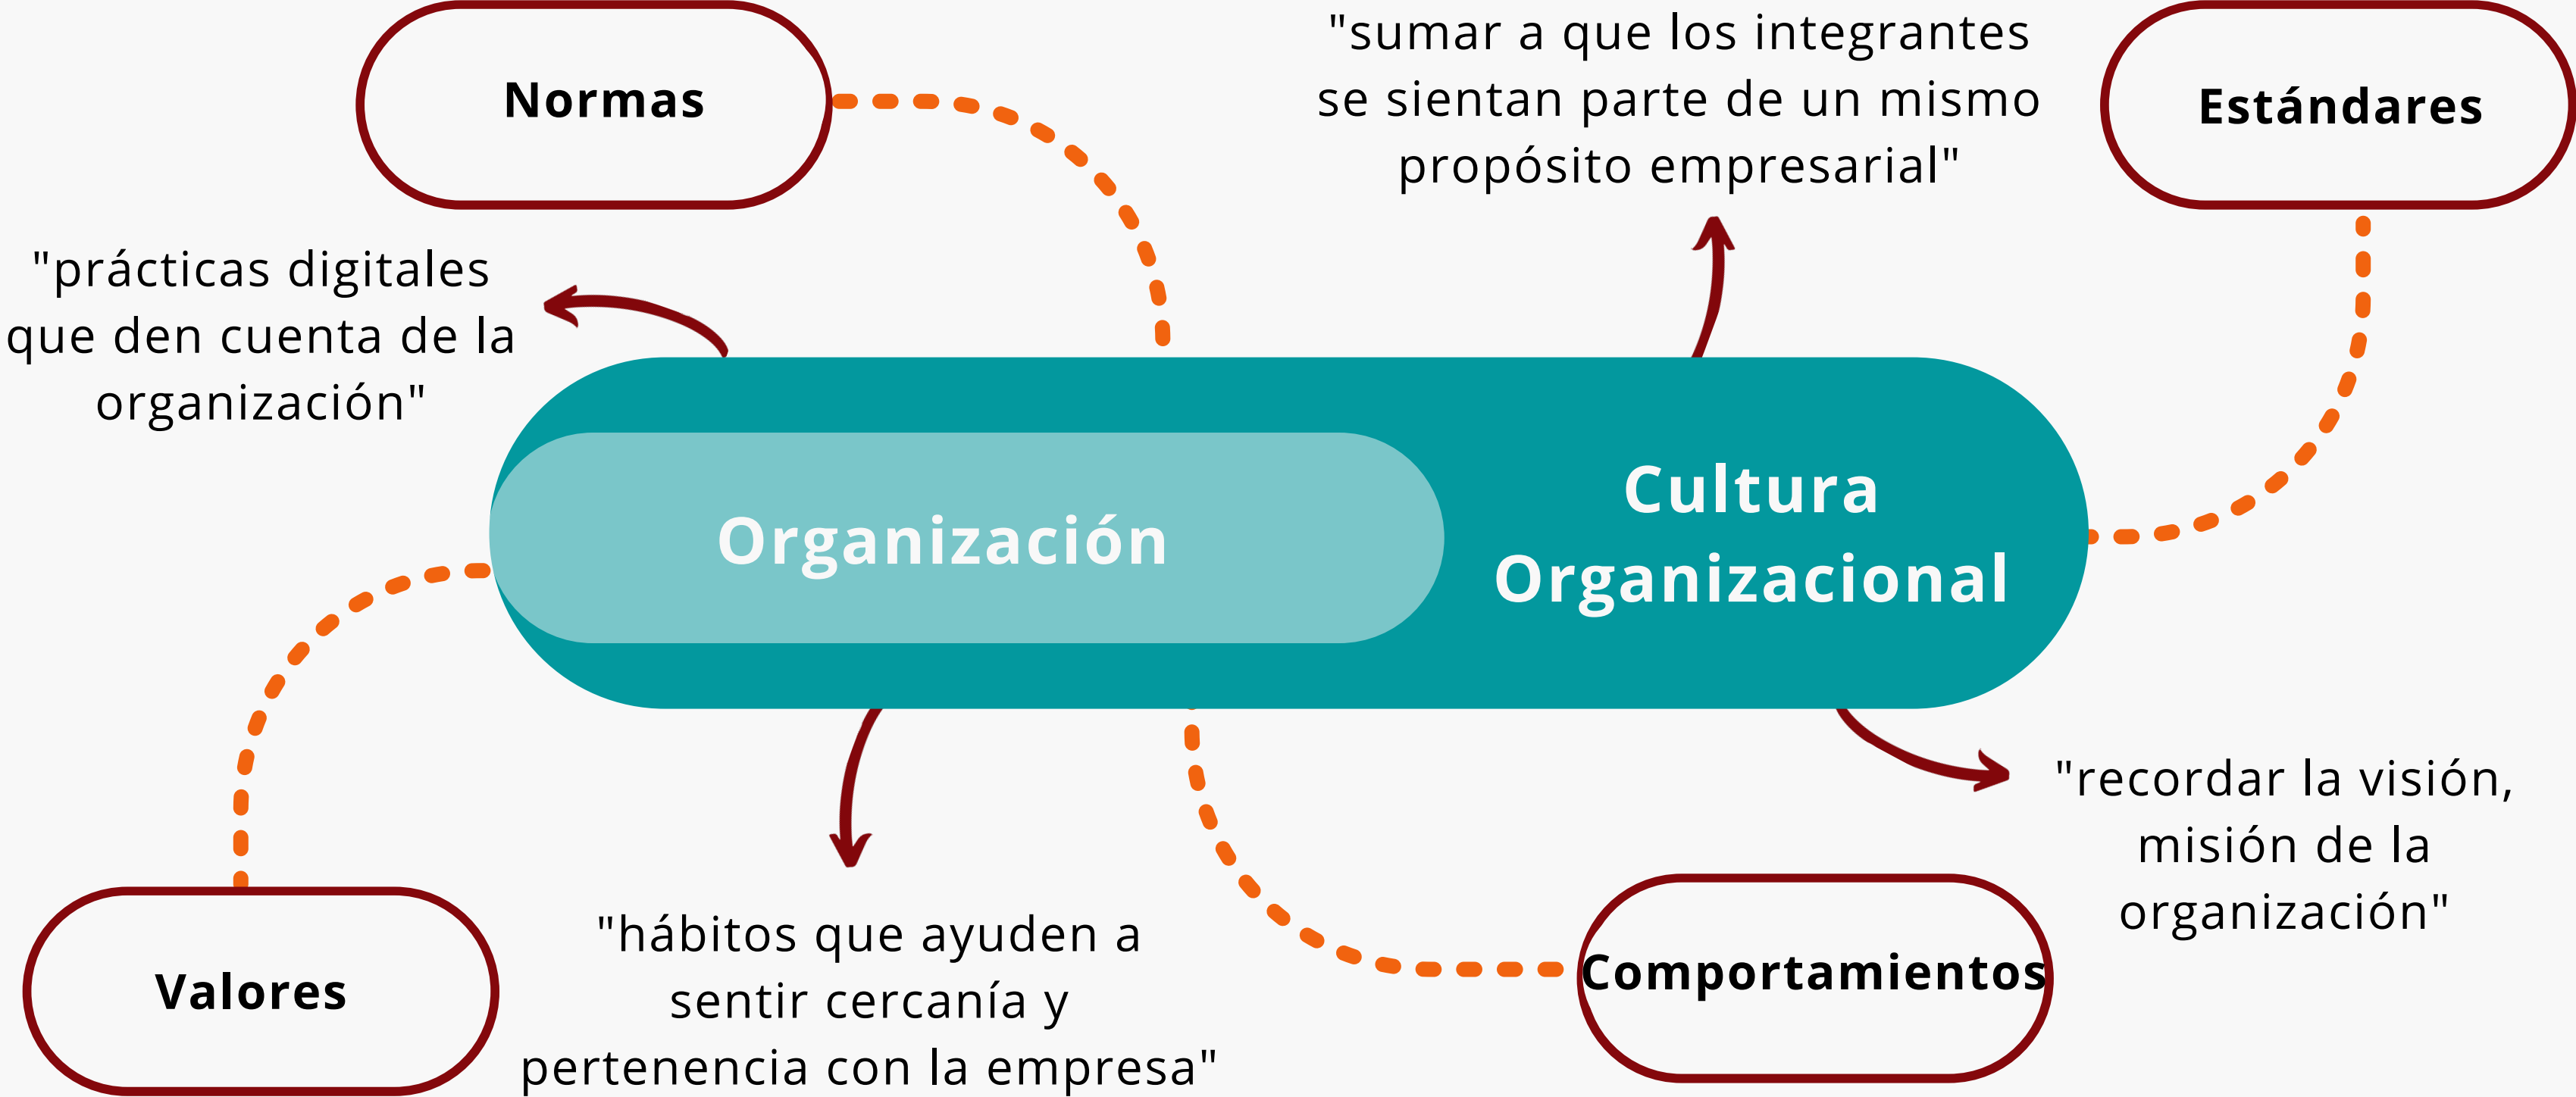 Normas
"sumar a que los integrantes
se sientan parte de un mismo
propósito empresarial"
Estándares
"prácticas digitales
que den cuenta de la
organización"
Organización
Cultura
Organizacional
"recordar la visión,
misión de la
organización"
Valores
"hábitos que ayuden a
sentir cercanía y
pertenencia con la empresa"
Comportamientos